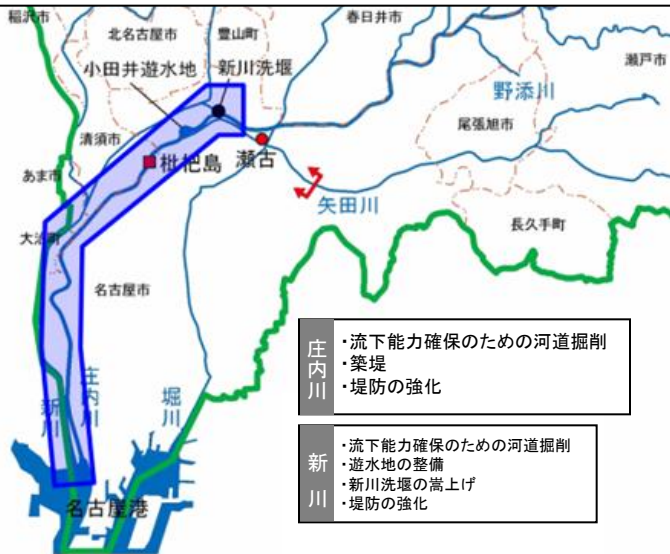 稲沢市
北名古屋市
豊山町
春日井市
瀬戸市
小田井遊水地
新川洗堰
野添川
尾張旭市
清須市
枇杷島
瀬古
あま市
矢田川
長久手町
大治町
名古屋市
庄内川
新川
堀川
名古屋港
庄内川
・流下能力確保のための河道掘削
・築堤
・堤防の強化
新川
・流下能力確保のための河道掘削
・遊水地の整備
・新川洗堰の嵩上げ
・堤防の強化